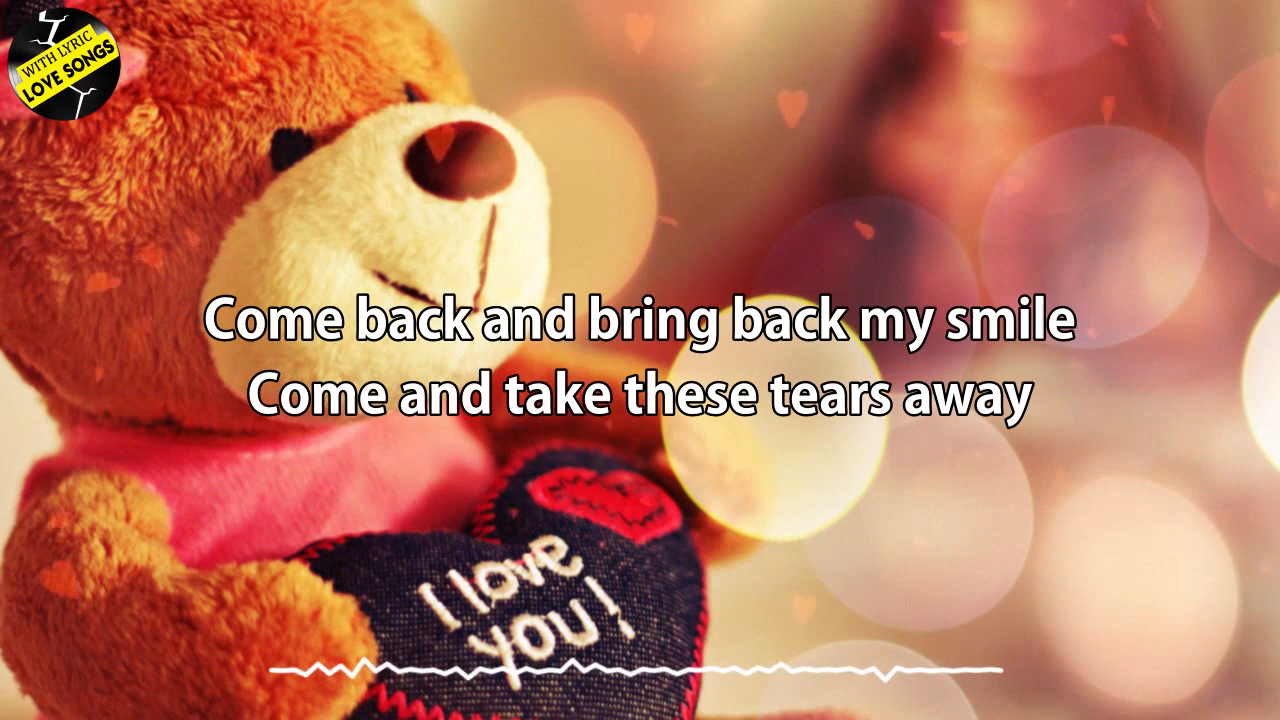 WITH LYRIC
LOVE SONGS
Come back and bring back my smile
Come and take these tears away
I love
you!